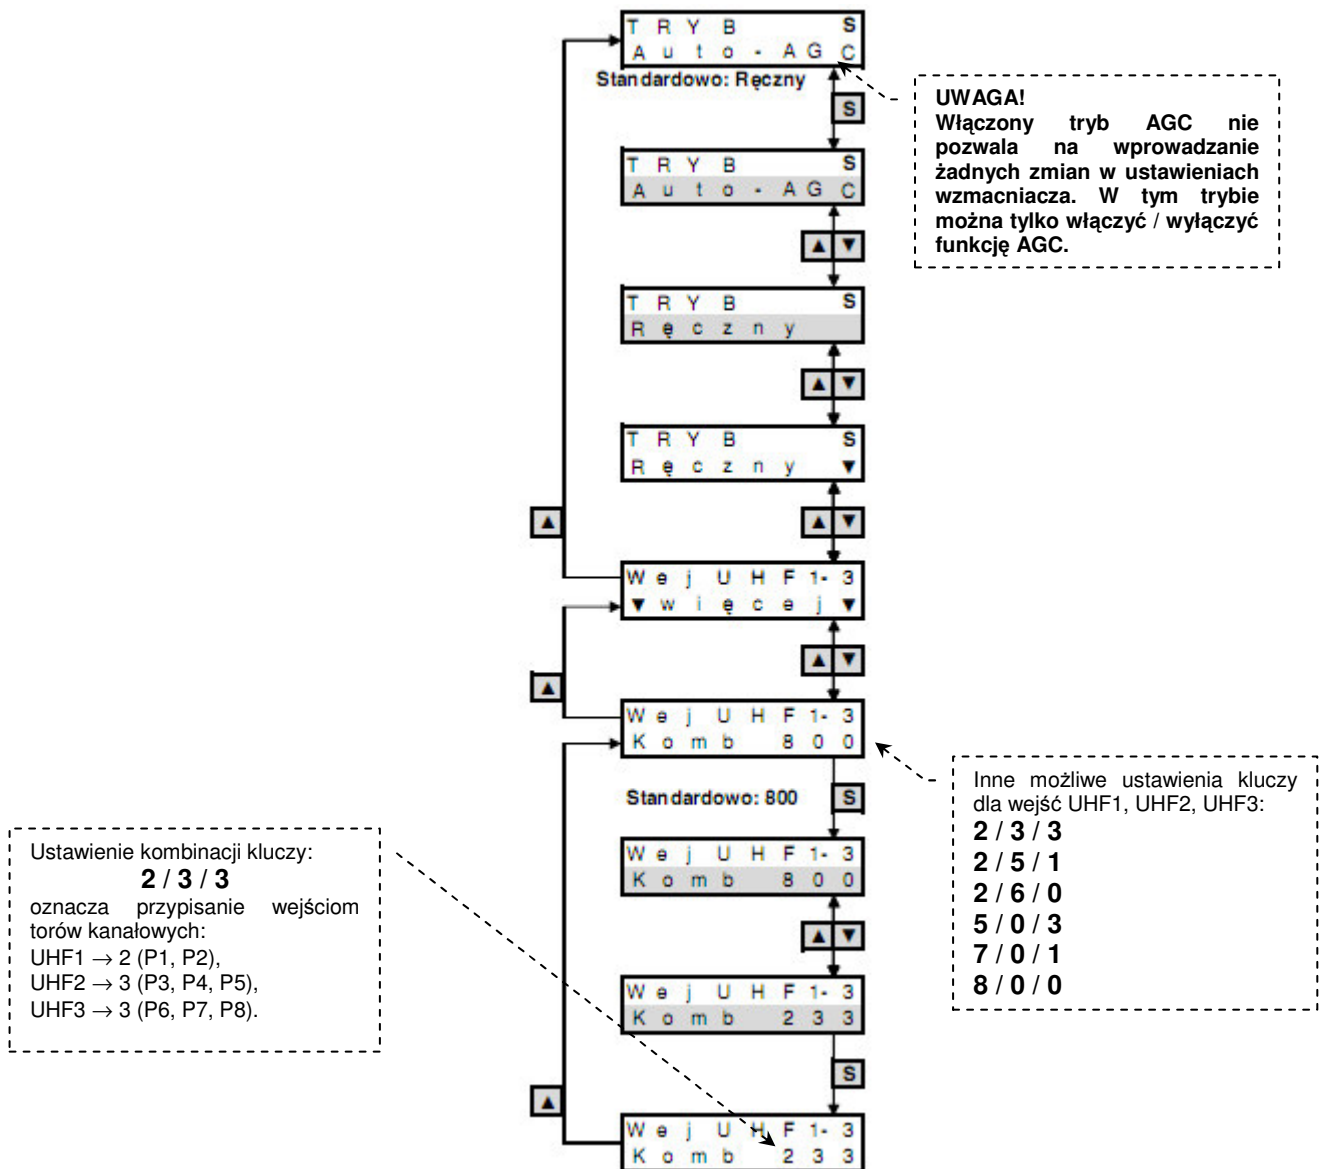 TRYB S
Auto-AGC
Standardowo: Ręczny
S
UWAGA!
Włączony tryb AGC nie
pozwala na wprowadzanie
żadnych zmian w ustawieniach
wzmacniacza. W tym trybie
można tylko włączyć / wyłączyć
funkcję AGC.
TRYB S
Auto-AGC
▲ ▼
TRYB S
Ręczny
▲ ▼
TRYB S
Ręczny ▼
▲
▲ ▼
Wej UHF1-3
▼więcej▼
▲ ▼
▲
Wej UHF1-3
Komb 800
Standardowo: 800
S
Inne możliwe ustawienia kluczy
dla wejść UHF1, UHF2, UHF3:
2 / 3 / 3
2 / 5 / 1
2 / 6 / 0
5 / 0 / 3
7 / 0 / 1
8 / 0 / 0
Ustawienie kombinacji kluczy:
2 / 3 / 3
oznacza przypisanie wejściom
torów kanałowych:
UHF1 → 2 (P1, P2),
UHF2 → 3 (P3, P4, P5),
UHF3 → 3 (P6, P7, P8).
Wej UHF1-3
Komb 800
▲ ▼
Wej UHF1-3
Komb 233
S
▲
Wej UHF1-3
Komb 233